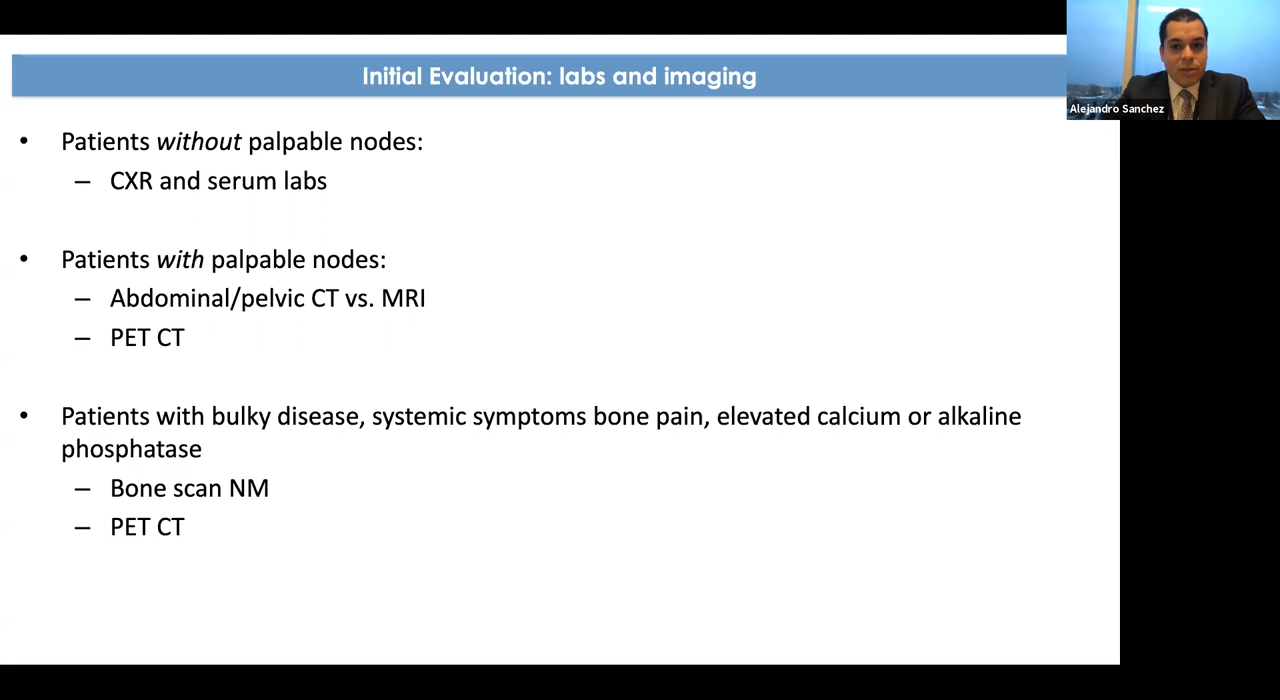 Initial Evaluation: labs and imaging
Alejandro Sanchez
• Patients without palpable nodes:
– CXR and serum labs
• Patients with palpable nodes:
– Abdominal/pelvic CT vs. MRI
– PET CT
• Patients with bulky disease, systemic symptoms bone pain, elevated calcium or alkaline
phosphatase
– Bone scan NM
– PET CT